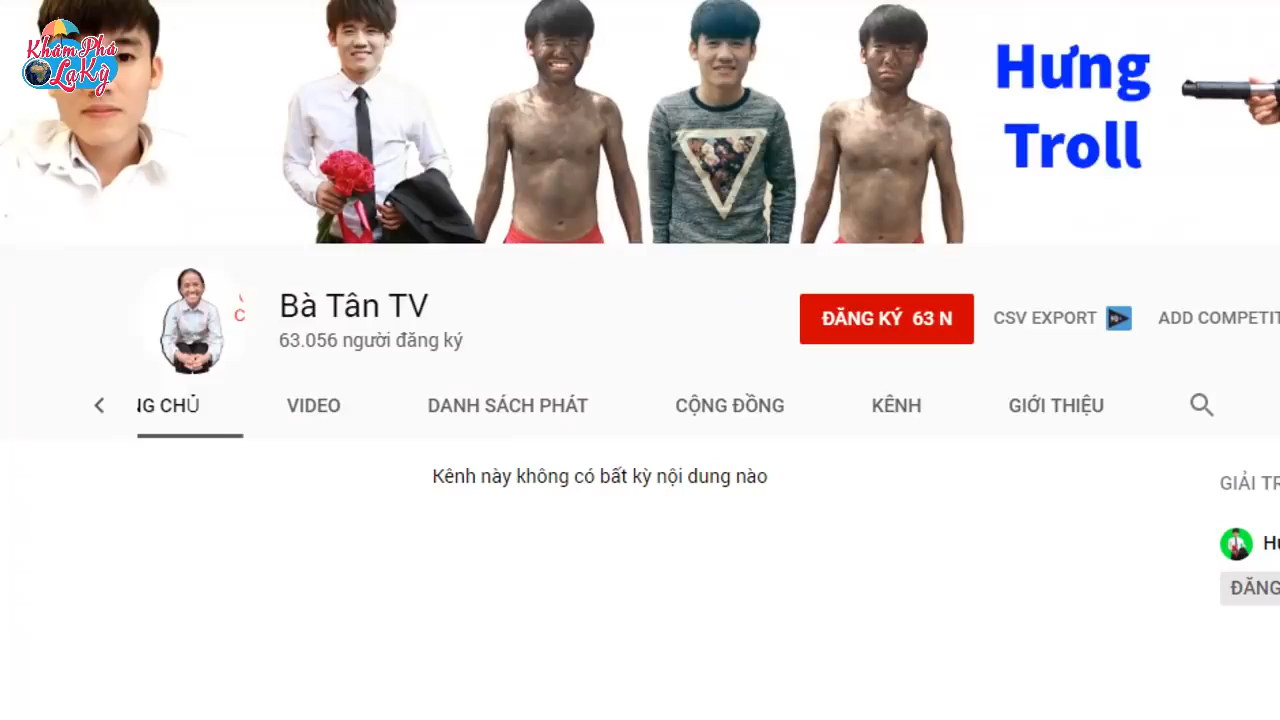 Khám Phá
Lạ Kỳ
Hưng
Troll
Bà Tân TV
63.056 người đăng ký
ĐĂNG KÝ 63 N
CSV EXPORT
ADD COMPETIT
NG CHỦ
VIDEO
DANH SÁCH PHÁT
CỘNG ĐỒNG
KÊNH
GIỚI THIỆU
Kênh này không có bất kỳ nội dung nào
GIẢI TR
Hư
ĐĂNG